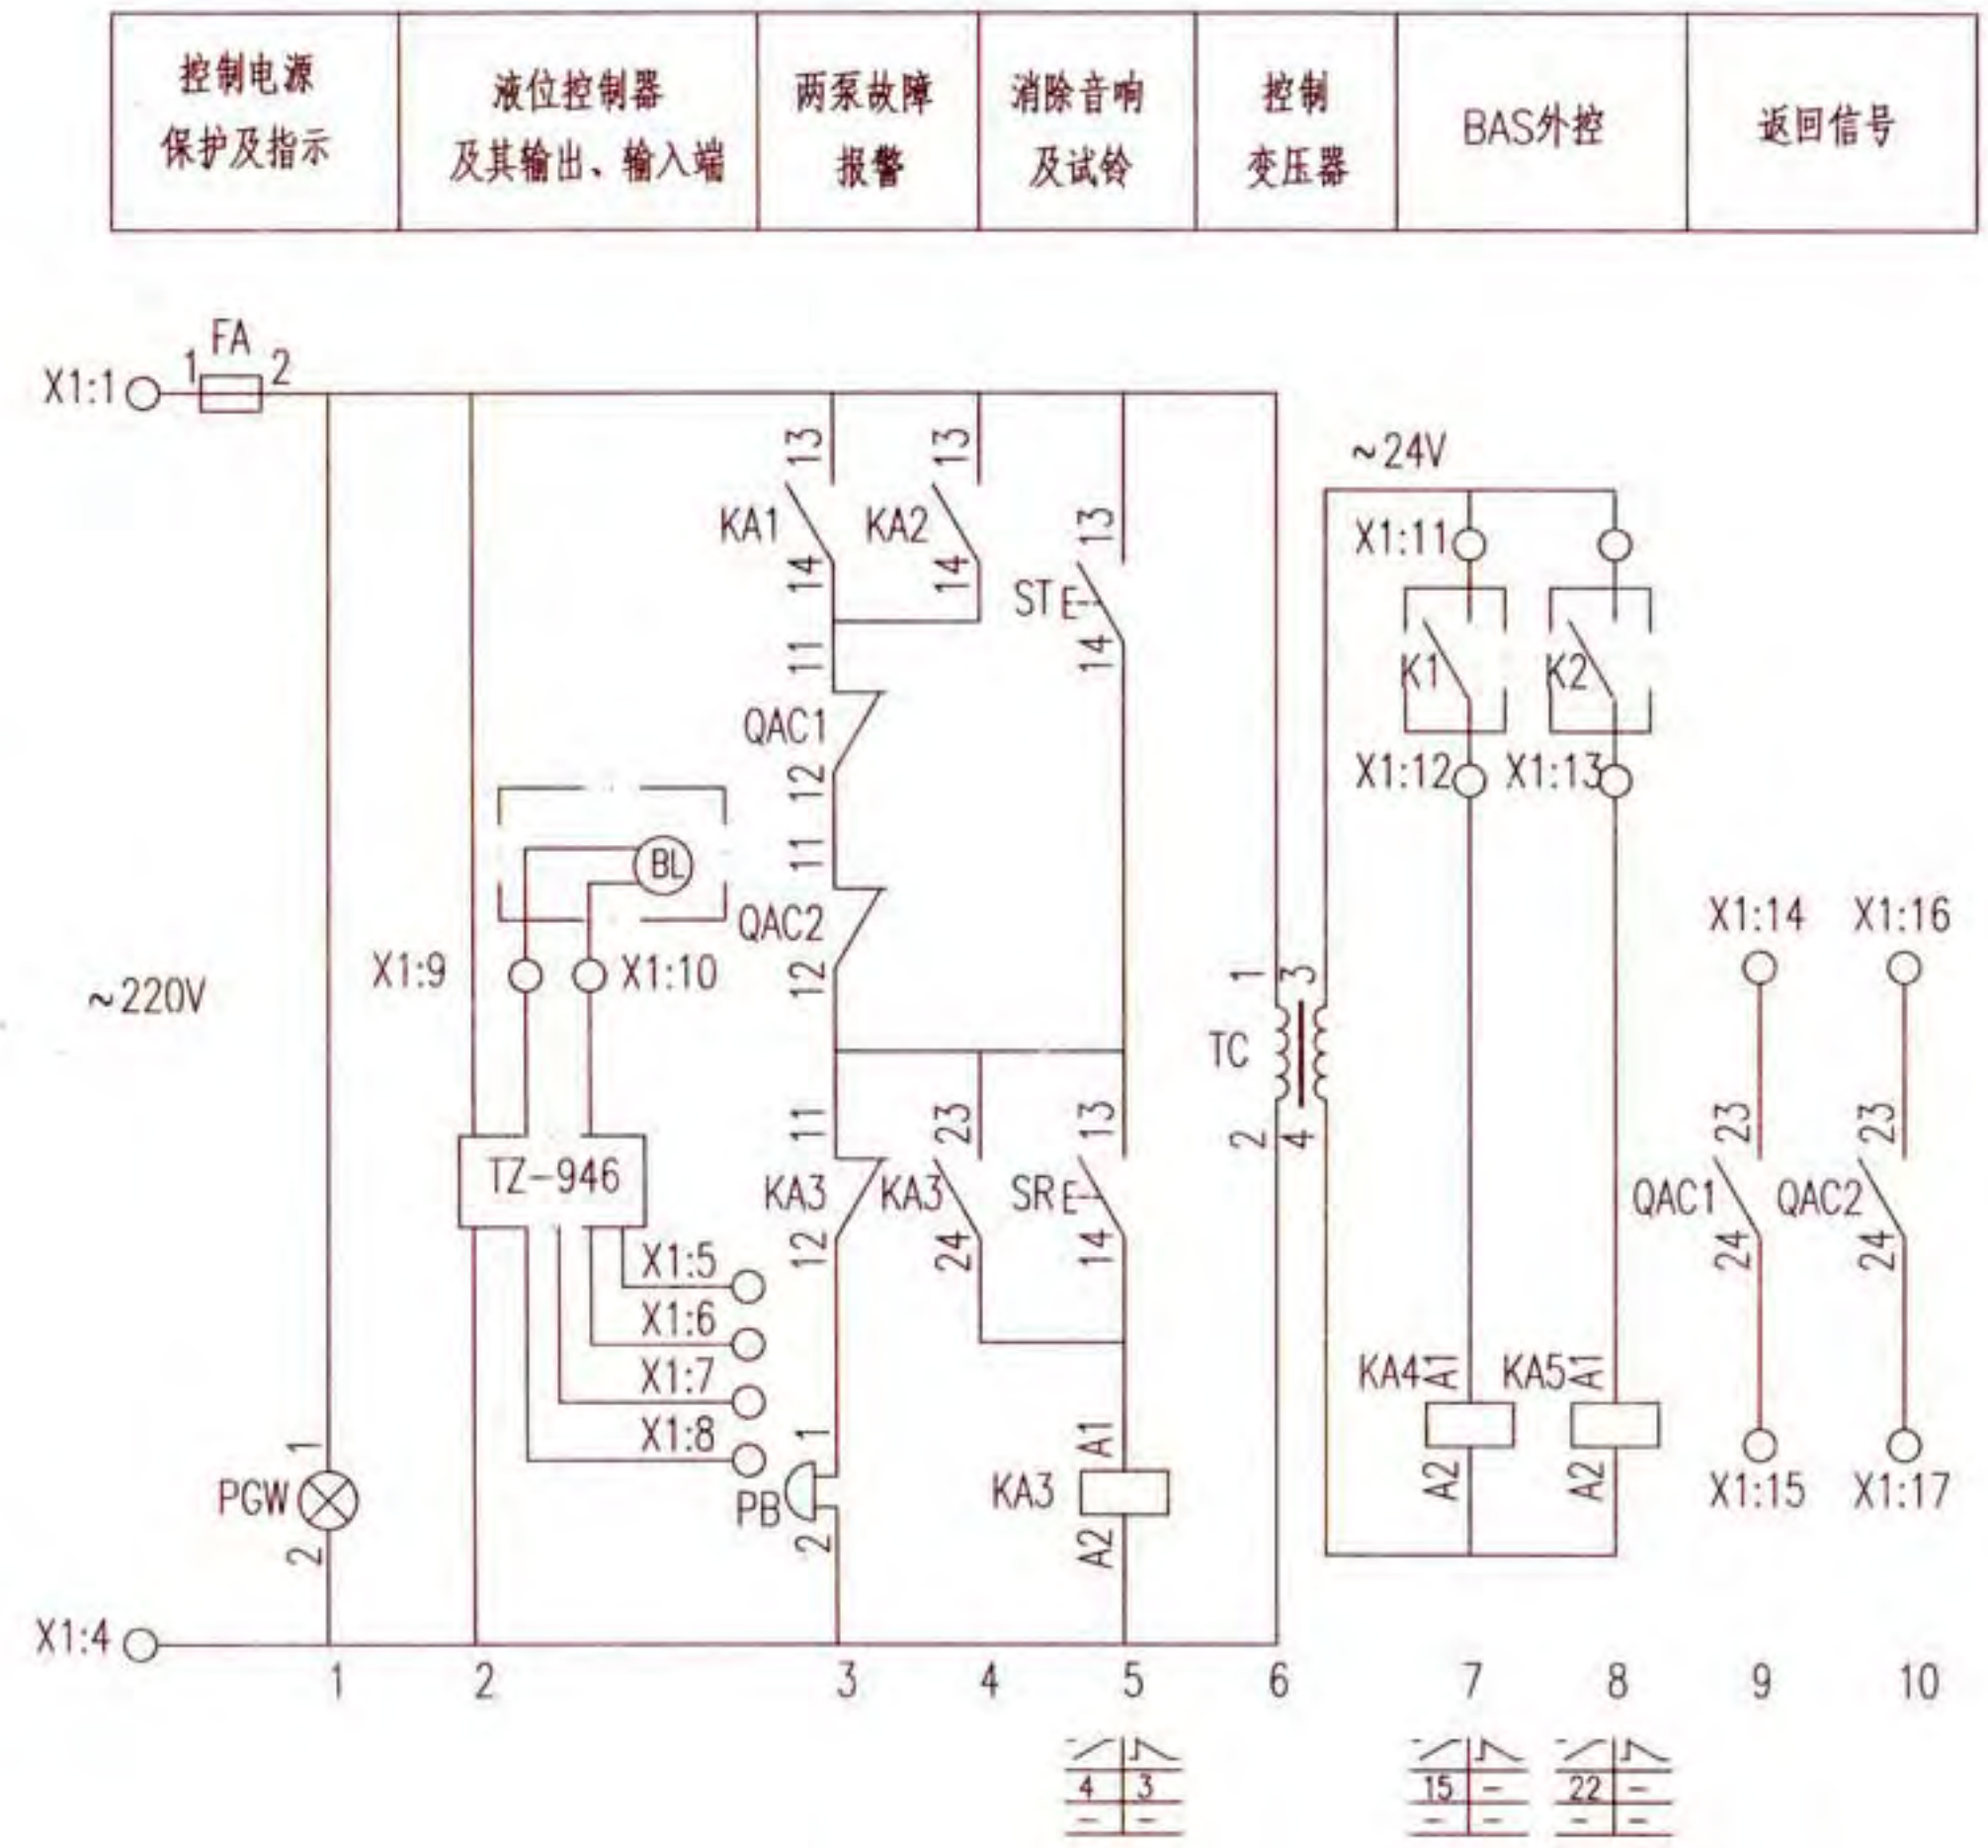 控制电源
保护及指示
液位控制器
及其输出、输入端
两泵故障
报警
消除音响
及试铃
控制
变压器
BAS外控
返回信号
FA
X1:1
1
2
~24V
13
13
13
KA1
KA2
X1:11
14
14
ST
14
11
K1
K2
QAC1
12
X1:12
X1:13
11
BL
QAC2
12
X1:9
X1:10
~220V
X1:14
X1:16
1
3
TC
2
4
11
23
13
23
23
TZ-946
KA3
KA3
SR
QAC1
QAC2
12
24
14
24
24
X1:5
X1:6
X1:7
X1:8
KA4
A1
KA5
A1
1
PGW
2
1
PB
2
A1
KA3
A2
A2
A2
X1:15
X1:17
X1:4
1
2
3
4
5
6
7
8
9
10
4
3
-
-
15
-
-
-
22
-
-
-